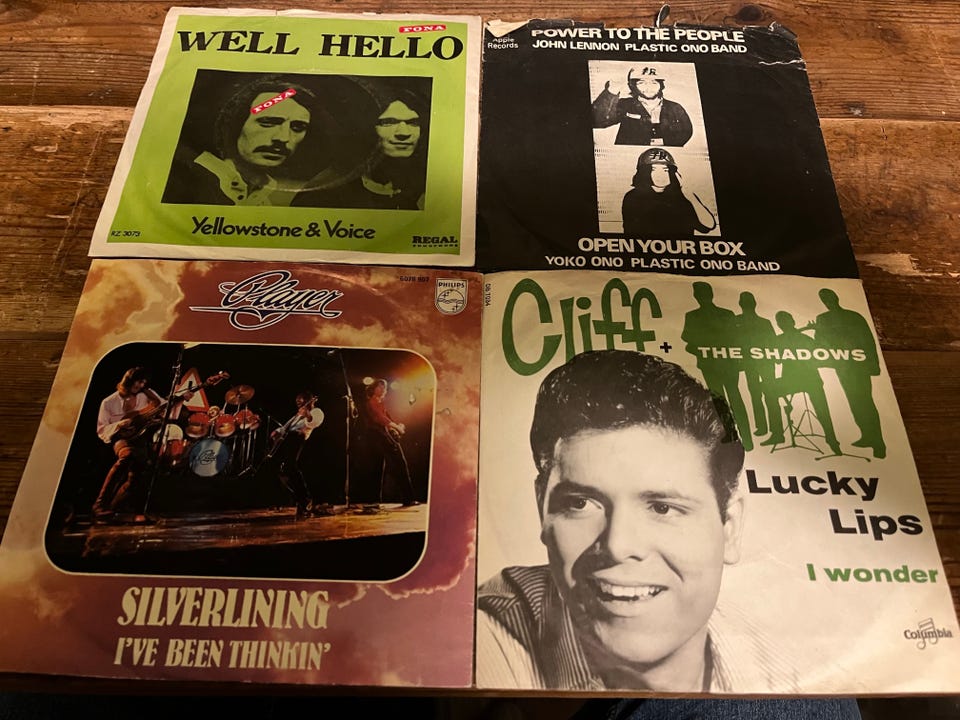 FONA
WELL HELLO
FONA
Yellowstone & Voice
RZ 3073
REGAL
Apple
Records
POWER TO THE PEOPLE
JOHN LENNON PLASTIC ONO BAND
OPEN YOUR BOX
YOKO ONO PLASTIC ONO BAND
Player
PHILIPS
Player
SILVERLINING
I'VE BEEN THINKIN'
Cliff +
THE SHADOWS
Lucky
Lips
I wonder
Columbia